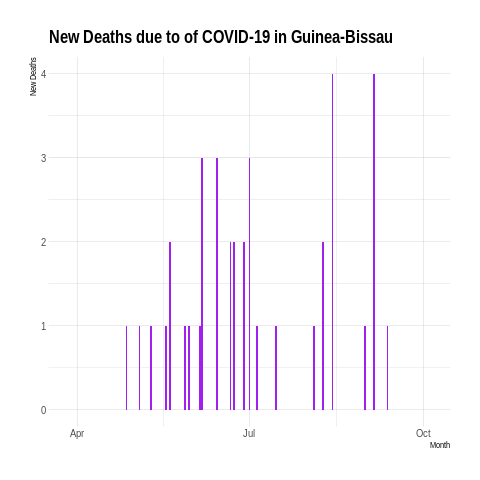 New Deaths due to of COVID-19 in Guinea-Bissau
New Deaths
4
3
2
1
0
Apr
Jul
Oct
Month